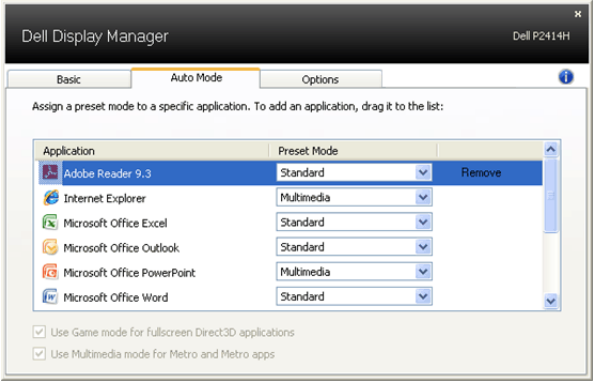 Dell Display Manager
Dell P2414H
Basic
Auto Mode
Options
Assign a preset mode to a specific application. To add an application, drag it to the list:
Application Preset Mode
Adobe Reader 9.3 Standard Remove
Internet Explorer Multimedia
Microsoft Office Excel Standard
Microsoft Office Outlook Standard
Microsoft Office PowerPoint Multimedia
Microsoft Office Word Standard
Use Game mode for fullscreen Direct3D applications
Use Multimedia mode for Metro and Metro apps